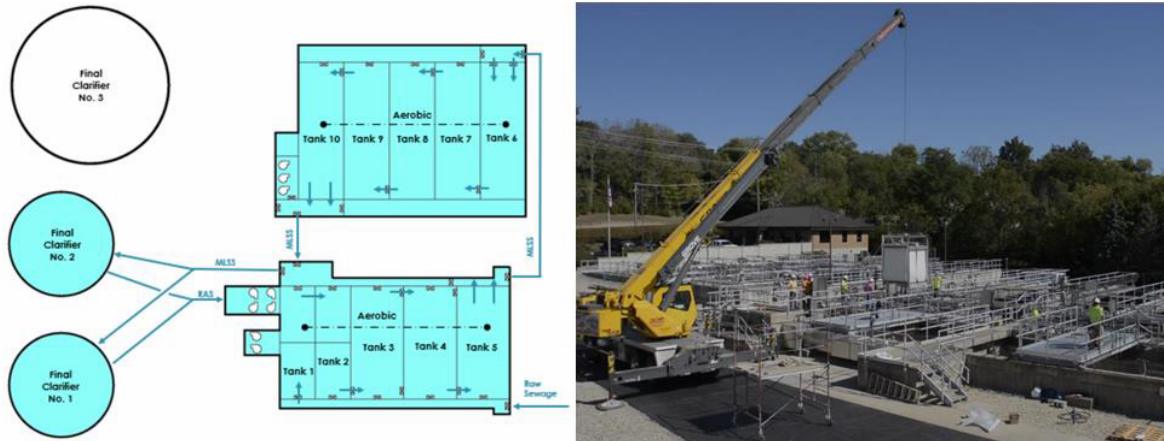 Final
Clarifier
No. 3
Aerobic
Tank 10
Tank 9
Tank 8
Tank 7
Tank 6
Final
Clarifier
No. 2
MLSS
MLSS
MLSS
RAS
Aerobic
Tank 1
Tank 2
Tank 3
Tank 4
Tank 5
Final
Clarifier
No. 1
Raw
Sewage
GROVE